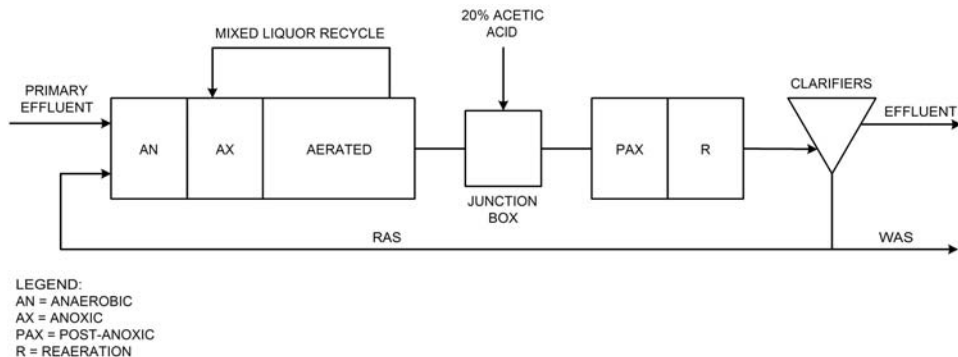 20% ACETIC
ACID
MIXED LIQUOR RECYCLE
CLARIFIERS
PRIMARY
EFFLUENT
EFFLUENT
AN
AX
AERATED
PAX
R
JUNCTION
BOX
RAS
WAS
LEGEND:
AN = ANAEROBIC
AX = ANOXIC
PAX = POST-ANOXIC
R = REAERATION